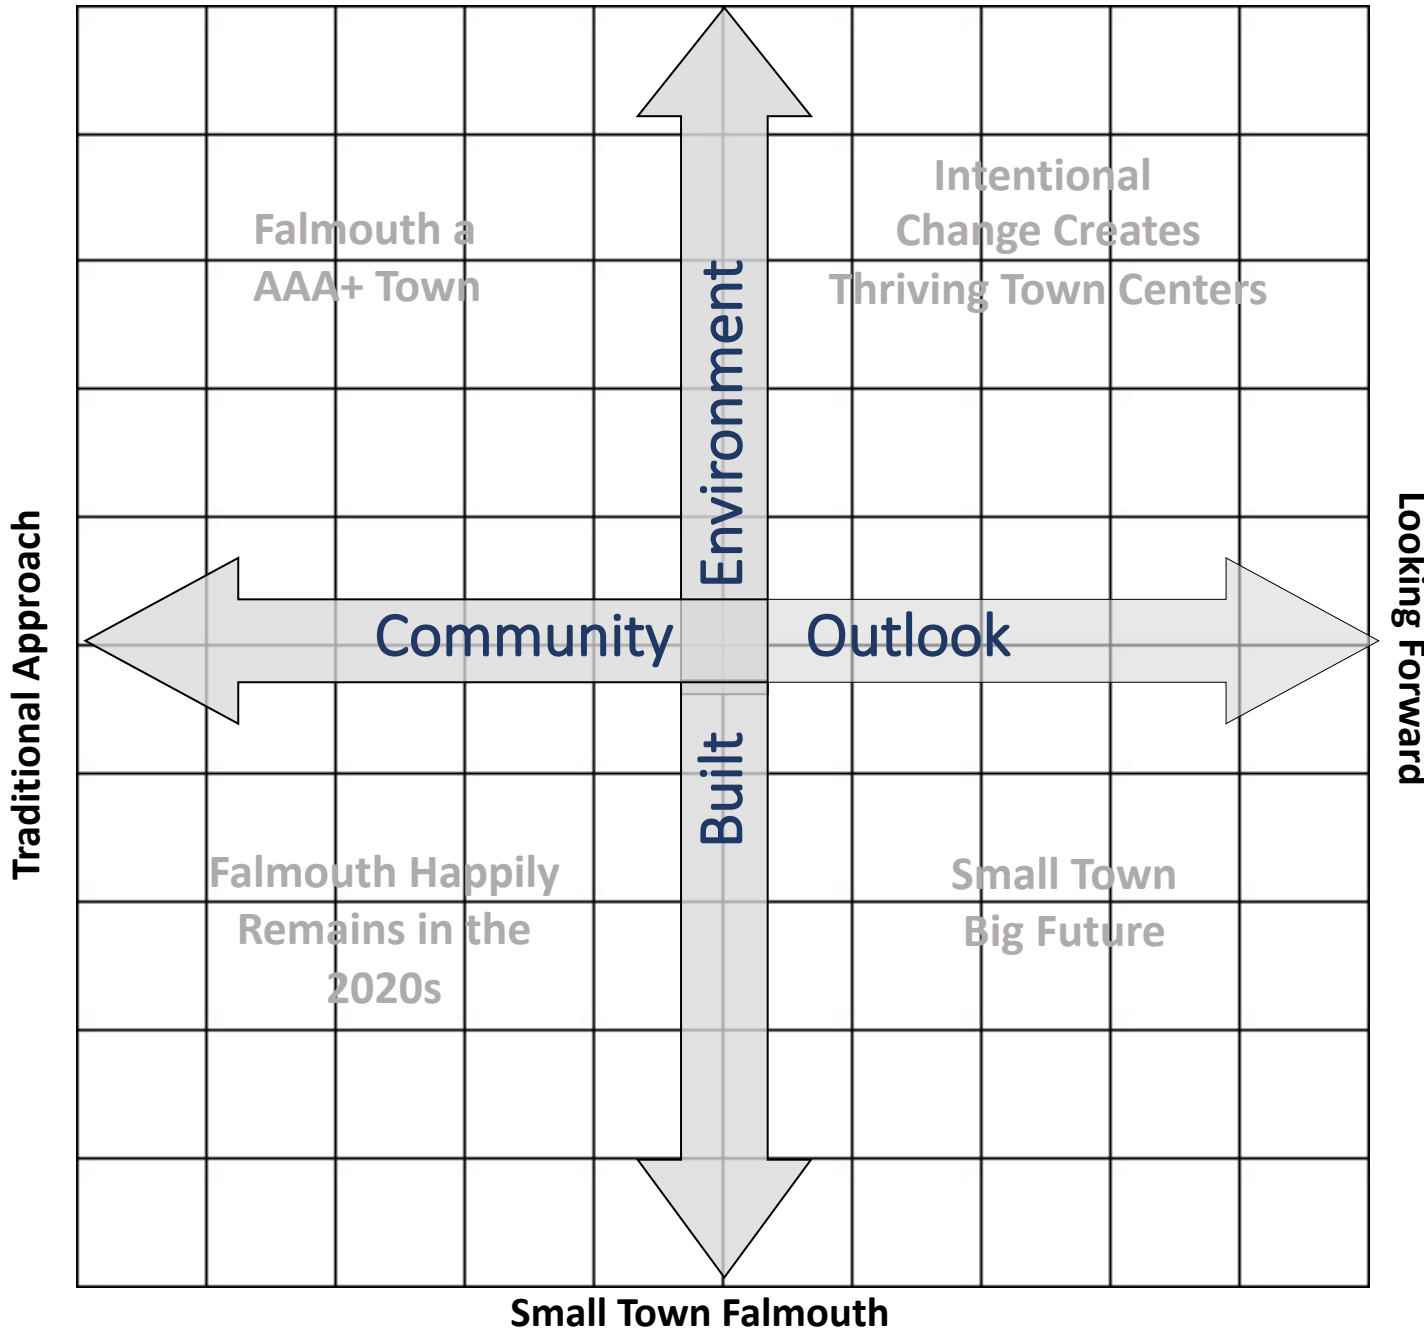 Intentional
Change Creates
Thriving Town Centers
Falmouth a
AAA+ Town
Built Environment
Community Outlook
Traditional Approach
Looking Forward
Falmouth Happily
Remains in the
2020s
Small Town
Big Future
Small Town Falmouth